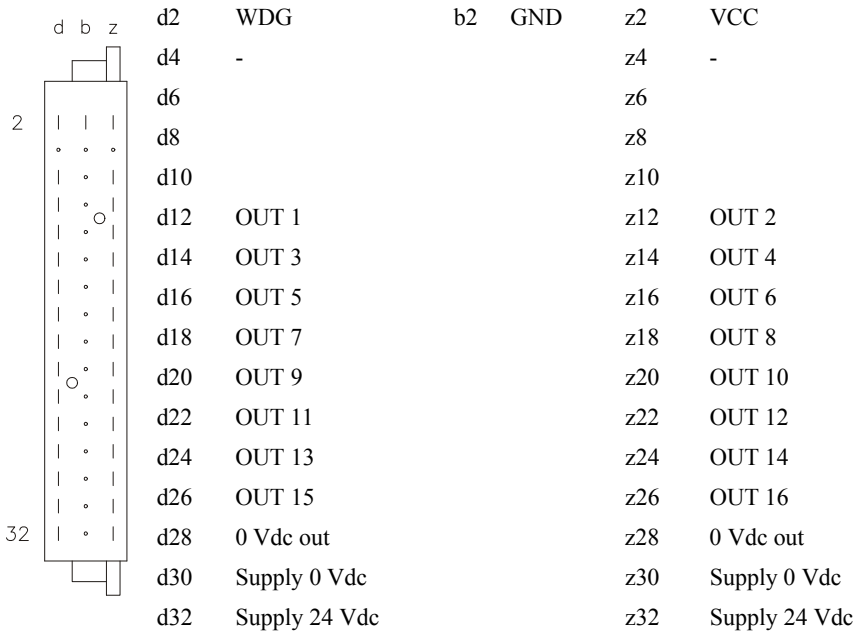 d b z
2
32
d2 WDG b2 GND z2 VCC
d4 - z4 -
d6 z6
d8 z8
d10 z10
d12 OUT 1 z12 OUT 2
d14 OUT 3 z14 OUT 4
d16 OUT 5 z16 OUT 6
d18 OUT 7 z18 OUT 8
d20 OUT 9 z20 OUT 10
d22 OUT 11 z22 OUT 12
d24 OUT 13 z24 OUT 14
d26 OUT 15 z26 OUT 16
d28 0 Vdc out z28 0 Vdc out
d30 Supply 0 Vdc z30 Supply 0 Vdc
d32 Supply 24 Vdc z32 Supply 24 Vdc